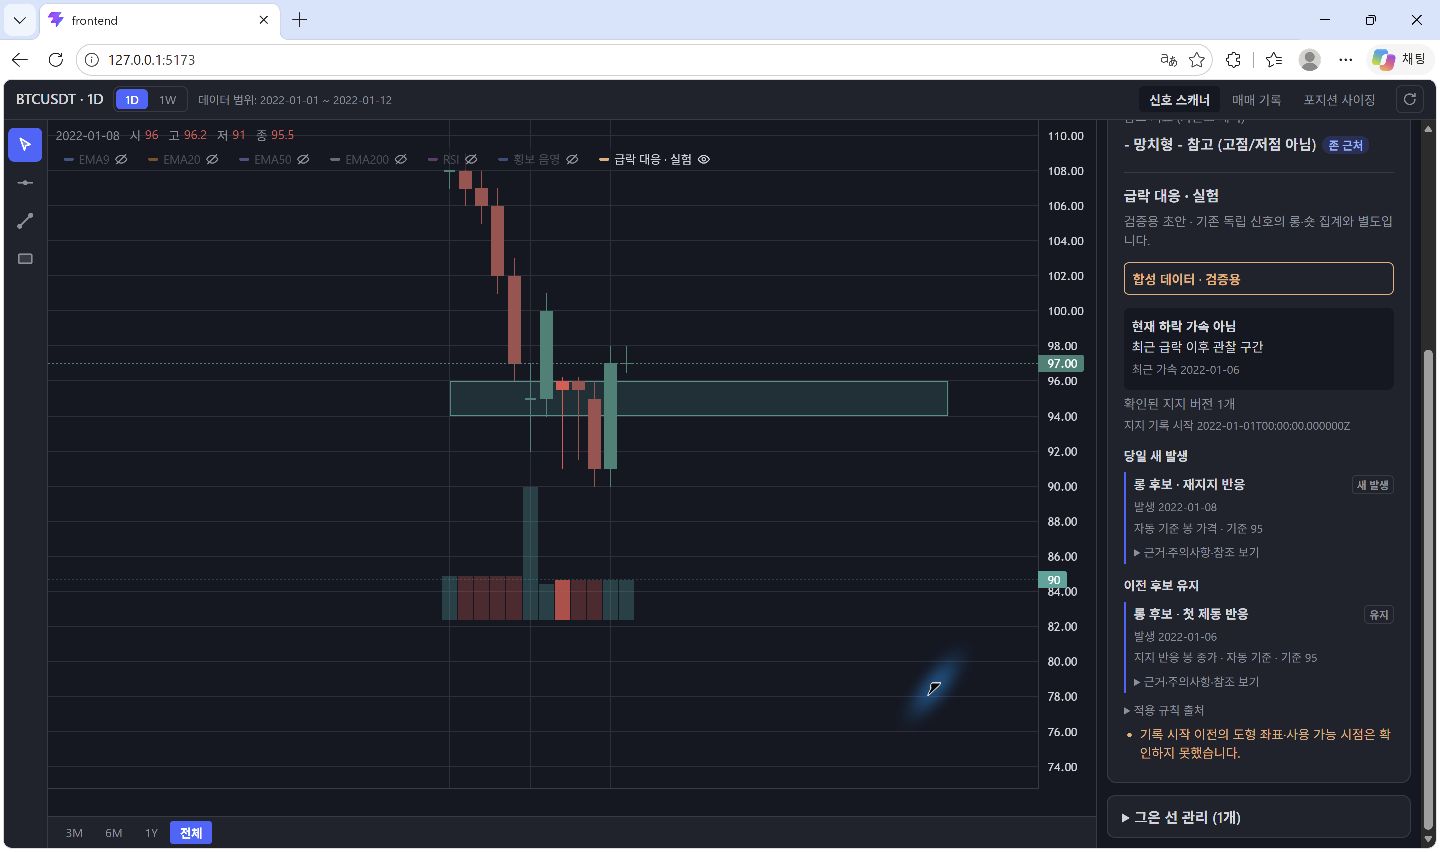 frontend
127.0.0.1:5173
채팅
BTCUSDT · 1D
1D
1W
데이터 범위: 2022-01-01 ~ 2022-01-12
신호 스캐너
매매 기록
포지션 사이징
2022-01-08 시 96 고 96.2 저 91 종 95.5
EMA9
EMA20
EMA50
EMA200
RSI
횡보 음영
급락 대응 · 실험
110.00
108.00
106.00
104.00
102.00
100.00
98.00
97.00
96.00
94.00
92.00
90.00
88.00
86.00
90
84.00
82.00
80.00
78.00
76.00
74.00
3M
6M
1Y
전체
- 망치형 - 참고 (고점/저점 아님) 존 근처
급락 대응 · 실험
검증용 초안 · 기존 독립 신호의 롱·숏 집계와 별도입
니다.
합성 데이터 · 검증용
현재 하락 가속 아님
최근 급락 이후 관찰 구간
최근 가속 2022-01-06
확인된 지지 버전 1개
지지 기록 시작 2022-01-01T00:00:00.000000Z
당일 새 발생
롱 후보 · 재지지 반응 새 발생
발생 2022-01-08
자동 기준 봉 가격 · 기준 95
▶ 근거·주의사항·참조 보기
이전 후보 유지
롱 후보 · 첫 제동 반응 유지
발생 2022-01-06
지지 반응 봉 종가 · 자동 기준 · 기준 95
▶ 근거·주의사항·참조 보기
▶ 적용 규칙 출처
• 기록 시작 이전의 도형 좌표·사용 가능 시점은 확
인하지 못했습니다.
▶ 그은 선 관리 (1개)